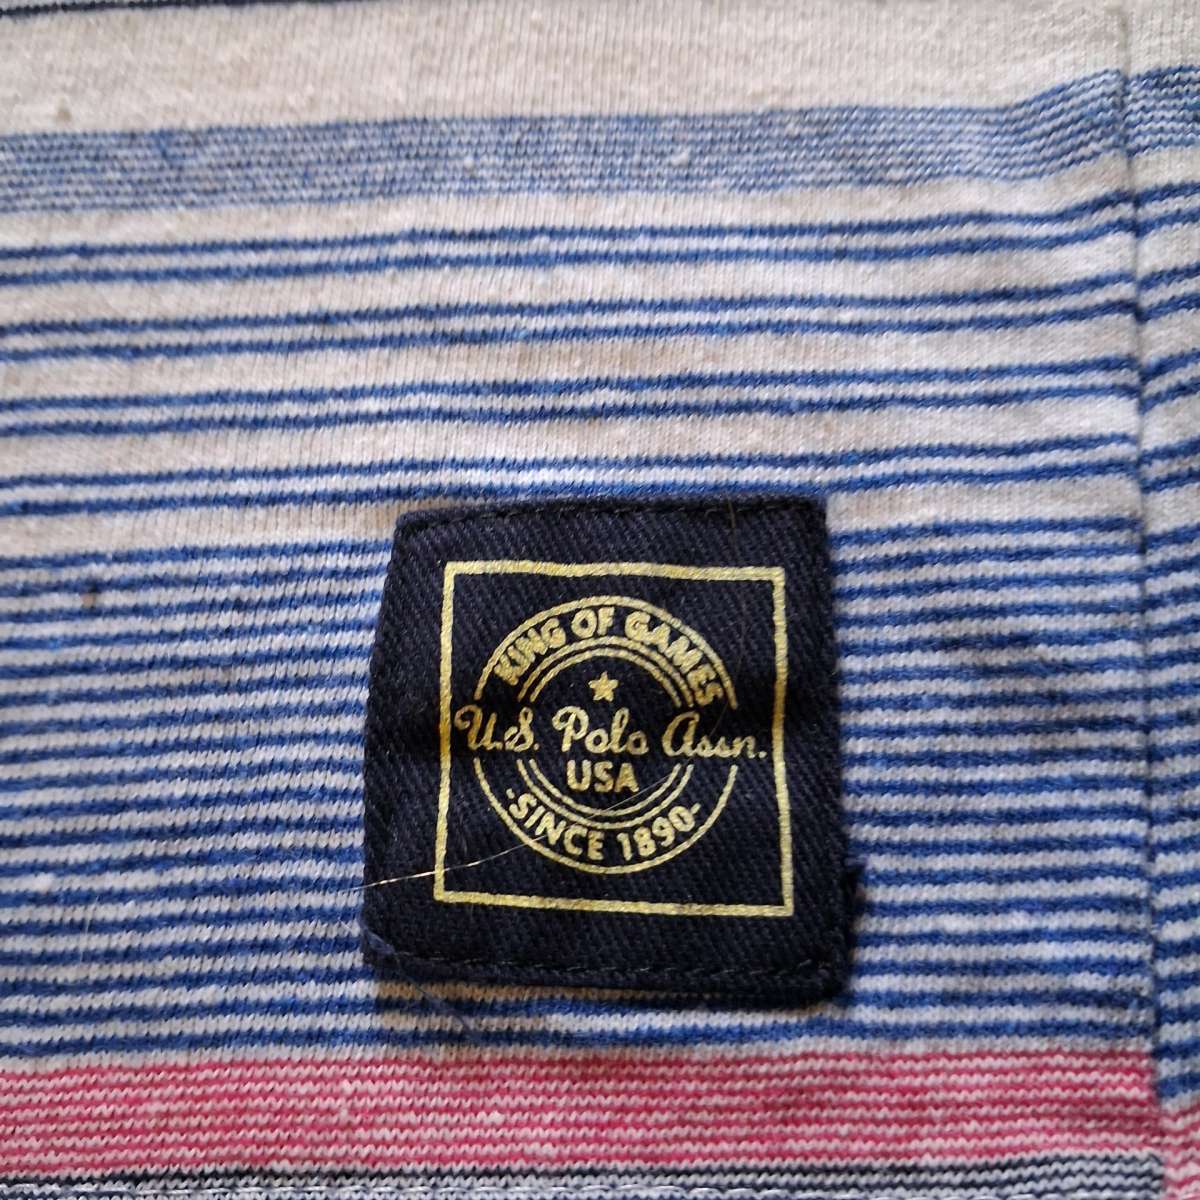 KING OF GAMES
U.S. Polo Assn.
USA
-SINCE 1890-